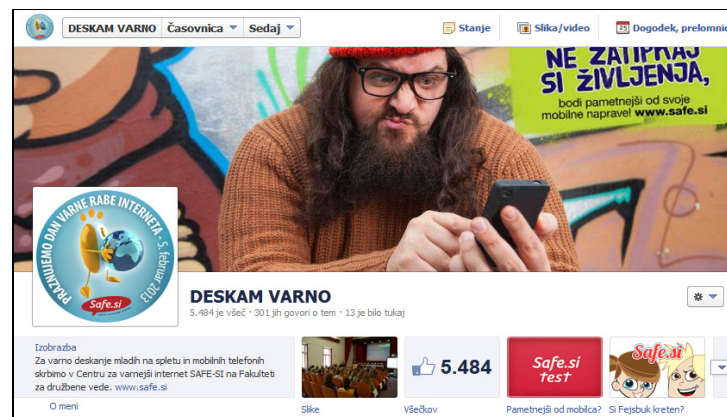 DESKAM VARNO Časovnica Sedaj Stanje Slika/video Dogodek, prelomnic
NE ZATIPKAJ
SI ŽIVLJENJA,
bodi pametnejši od svoje
mobilne naprave! www.safe.si
PRAZNUJEMO DAN VARNE RABE INTERNETA - 5. februar 2013
Safe.si
DESKAM VARNO
5.484 je všeč · 301 jih govori o tem · 13 je bilo tukaj
Izobrazba
Za varno deskanje mladih na spletu in mobilnih telefonih
skrbimo v Centru za varnejši internet SAFE-SI na Fakulteti
za družbene vede. www.safe.si
O meni
Slike
5.484
Všečkov
Safe.si
test
Pametnejši od mobilca?
Safe.si
Si Fejsbuk kreten?